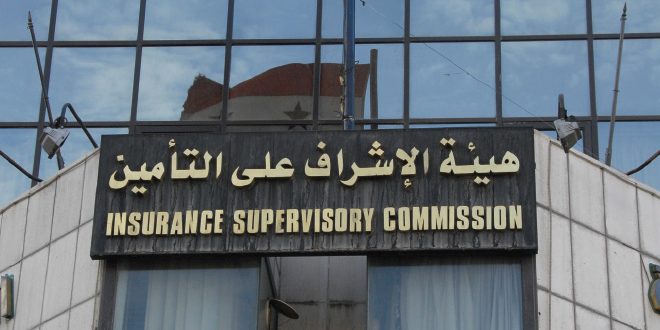 هيئة الإشراف على التأمين
INSURANCE SUPERVISORY COMMISSION